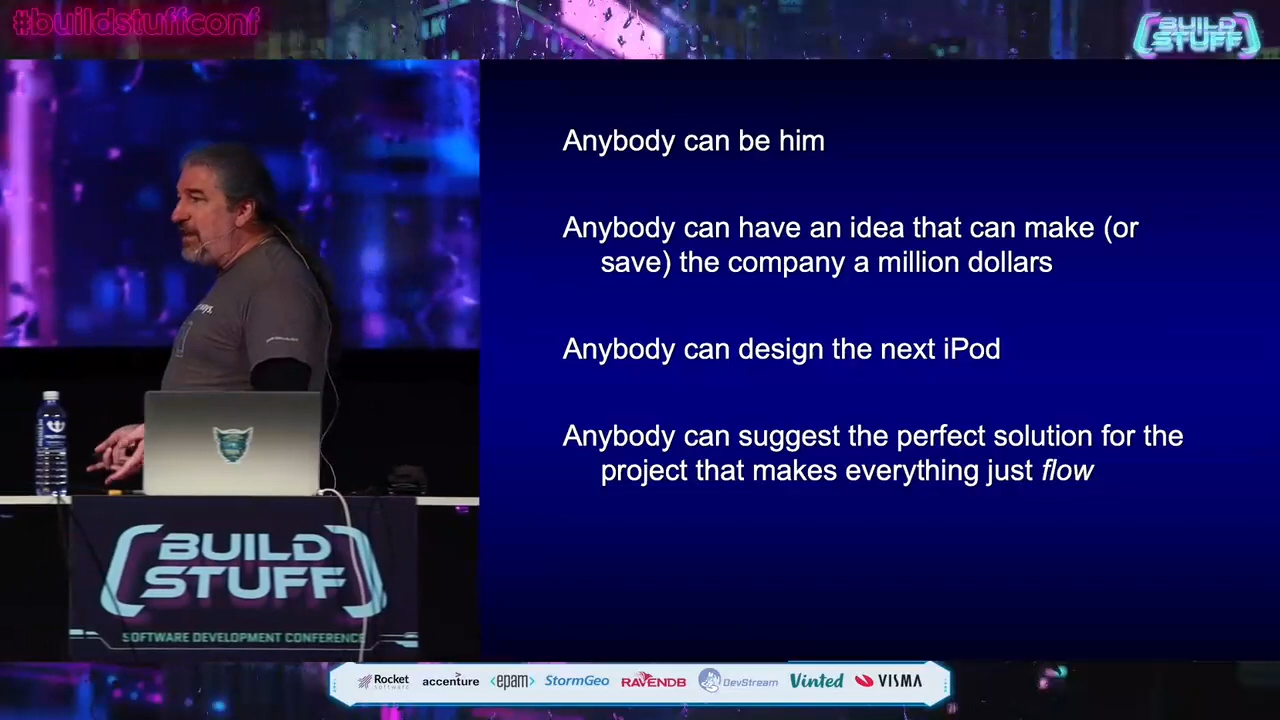 #buildstuffconf
BUILD
STUFF
Anybody can be him
Anybody can have an idea that can make (or
save) the company a million dollars
Anybody can design the next iPod
Anybody can suggest the perfect solution for the
project that makes everything just flow
BUILD
STUFF
SOFTWARE DEVELOPMENT CONFERENCE
Rocket
software
accenture
<epam>
StormGeo
RAVENDB
DevStream
Vinted
VISMA